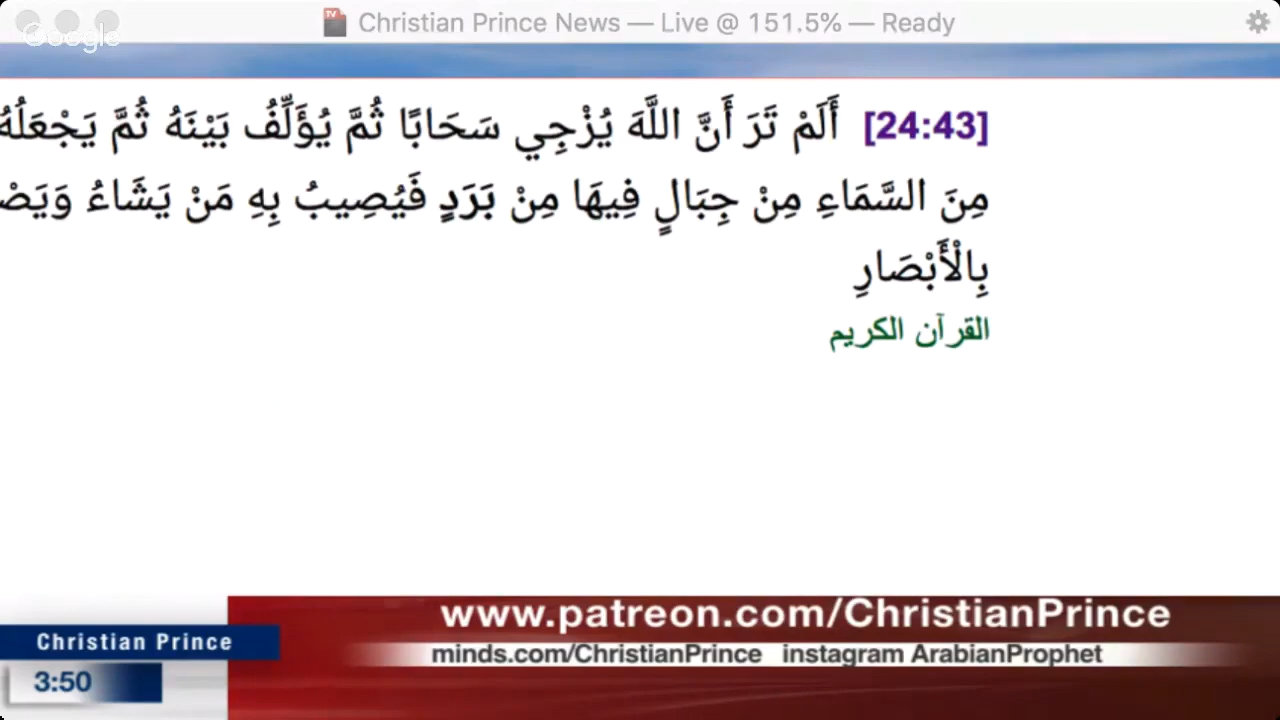 Christian Prince News — Live @ 151.5% — Ready
Google
[24:43] أَلَمْ تَرَ أَنَّ اللَّهَ يُزْجِي سَحَابًا ثُمَّ يُؤَلِّفُ بَيْنَهُ ثُمَّ يَجْعَلُهُ
مِنَ السَّمَاءِ مِنْ جِبَالٍ فِيهَا مِنْ بَرَدٍ فَيُصِيبُ بِهِ مَنْ يَشَاءُ
بِالْأَبْصَارِ
القرآن الكريم
www.patreon.com/ChristianPrince
Christian Prince
minds.com/ChristianPrince instagram ArabianProphet
3:50